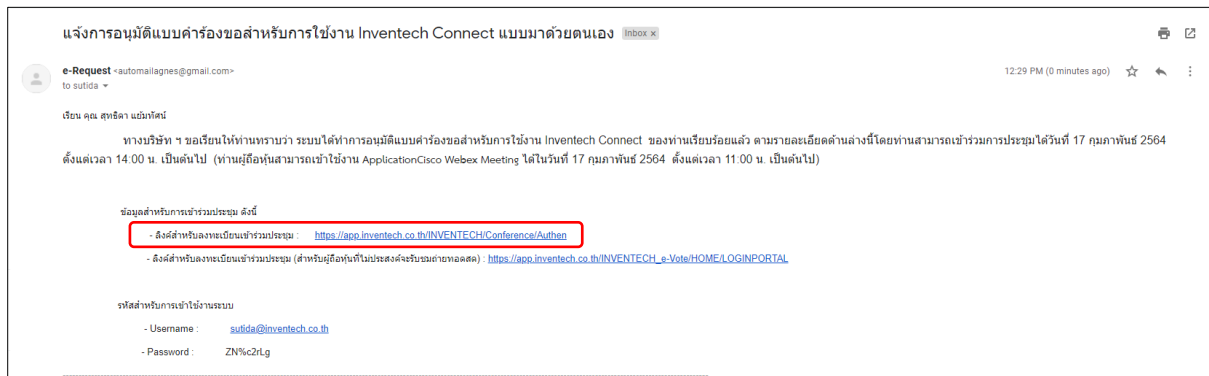 แจ้งการอนุมัติแบบคำร้องขอสำหรับการใช้งาน Inventech Connect แบบมาด้วยตนเอง Inbox x
e-Request <automailagnes@gmail.com> 12:29 PM (0 minutes ago)
to sutida
เรียน คุณ สุทธิดา แย้มทัศน์
ทางบริษัท ฯ ขอเรียนให้ท่านทราบว่า ระบบได้ทำการอนุมัติแบบคำร้องขอสำหรับการใช้งาน Inventech Connect ของท่านเรียบร้อยแล้ว ตามรายละเอียดด้านล่างนี้โดยท่านสามารถเข้าร่วมการประชุมได้วันที่ 17 กุมภาพันธ์ 2564
ตั้งแต่เวลา 14:00 น. เป็นต้นไป (ท่านผู้ถือหุ้นสามารถเข้าใช้งาน ApplicationCisco Webex Meeting ได้ในวันที่ 17 กุมภาพันธ์ 2564 ตั้งแต่เวลา 11:00 น. เป็นต้นไป)
ข้อมูลสำหรับการเข้าร่วมประชุม ดังนี้
- ลิงค์สำหรับลงทะเบียนเข้าร่วมประชุม : https://app.inventech.co.th/INVENTECH/Conference/Authen
- ลิงค์สำหรับลงทะเบียนเข้าร่วมประชุม (สำหรับผู้ถือหุ้นที่ไม่ประสงค์จะรับชมถ่ายทอดสด) : https://app.inventech.co.th/INVENTECH_e-Vote/HOME/LOGINPORTAL
รหัสสำหรับการเข้าใช้งานระบบ
- Username : sutida@inventech.co.th
- Password : ZN%c2rLg